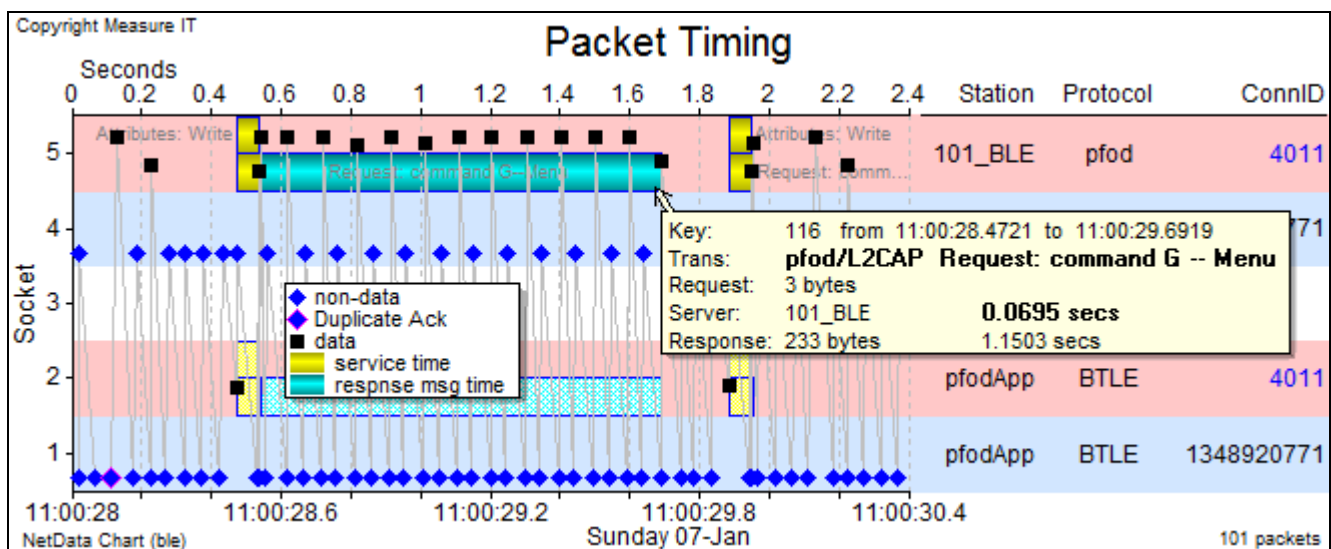 Copyright Measure IT
Packet Timing
Seconds
0 0.2 0.4 0.6 0.8 1 1.2 1.4 1.6 1.8 2 2.2 2.4 Station Protocol ConnID
Attributes: Write Attributes: Write
5 101_BLE pfod 4011
Request: command G--Menu Request: comm...
4 771
Key: 116 from 11:00:28.4721 to 11:00:29.6919
Trans: pfod/L2CAP Request: command G -- Menu
Request: 3 bytes
Server: 101_BLE 0.0695 secs
Response: 233 bytes 1.1503 secs
Socket
3
non-data
Duplicate Ack
data
service time
respnse msg time
2 pfodApp BTLE 4011
1 pfodApp BTLE 1348920771
11:00:28 11:00:28.6 11:00:29.2 11:00:29.8 11:00:30.4
NetData Chart (ble) Sunday 07-Jan 101 packets